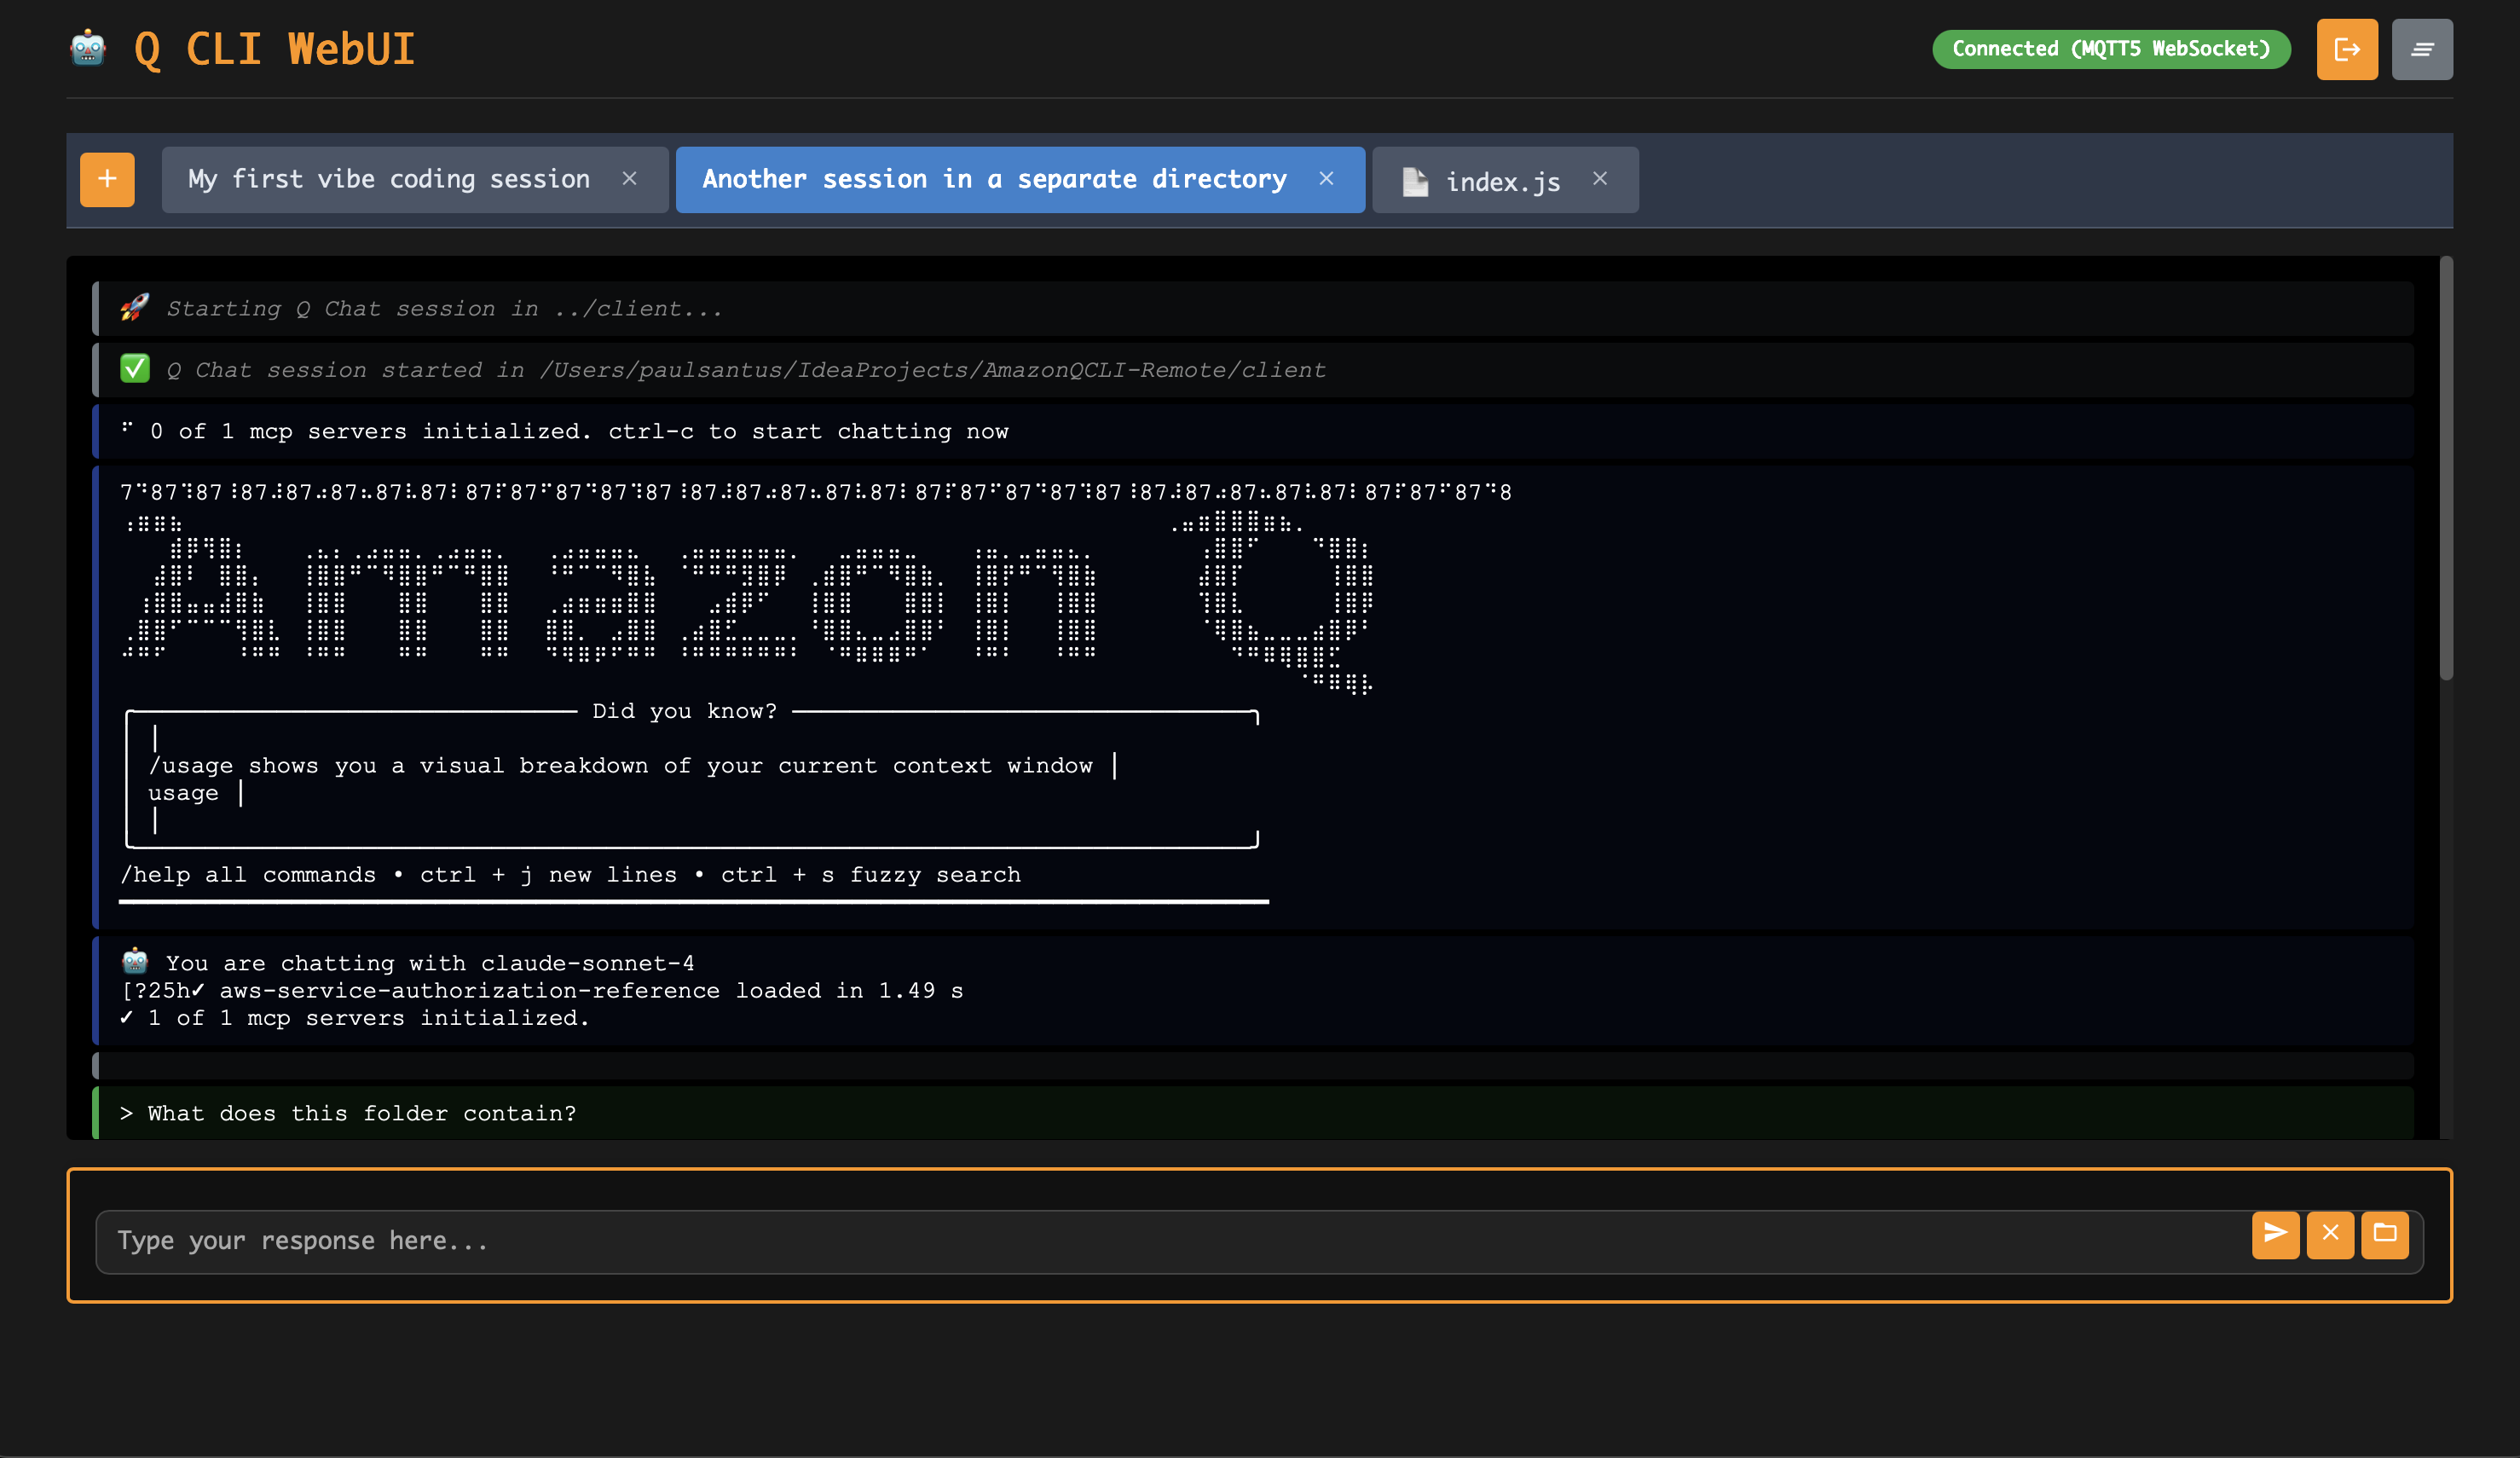 Q CLI WebUI
Connected (MQTT5 WebSocket)
+
My first vibe coding session ×
Another session in a separate directory ×
index.js ×
🚀 Starting Q Chat session in ../client...
✅ Q Chat session started in /Users/paulsantus/IdeaProjects/AmazonQCLI-Remote/client
⠋ 0 of 1 mcp servers initialized. ctrl-c to start chatting now
Amazon Q
Did you know?
/usage shows you a visual breakdown of your current context window │
usage │
/help all commands • ctrl + j new lines • ctrl + s fuzzy search
🤖 You are chatting with claude-sonnet-4
[?25h✓ aws-service-authorization-reference loaded in 1.49 s
✓ 1 of 1 mcp servers initialized.
> What does this folder contain?
Type your response here...